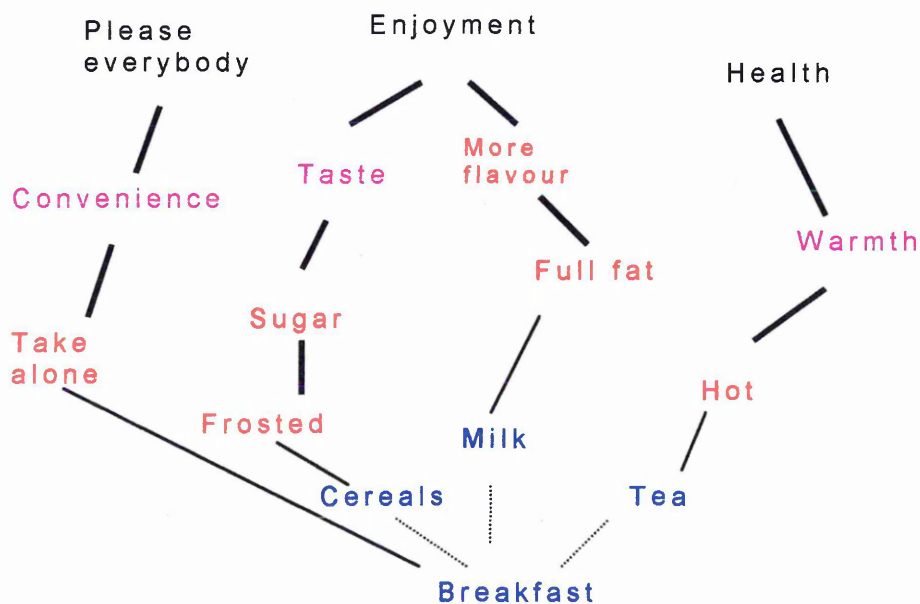 Please
everybody
Enjoyment
Health
More
flavour
Taste
Convenience
Warmth
Full fat
Sugar
Take
alone
Hot
Frosted
Milk
Cereals
Tea
Breakfast